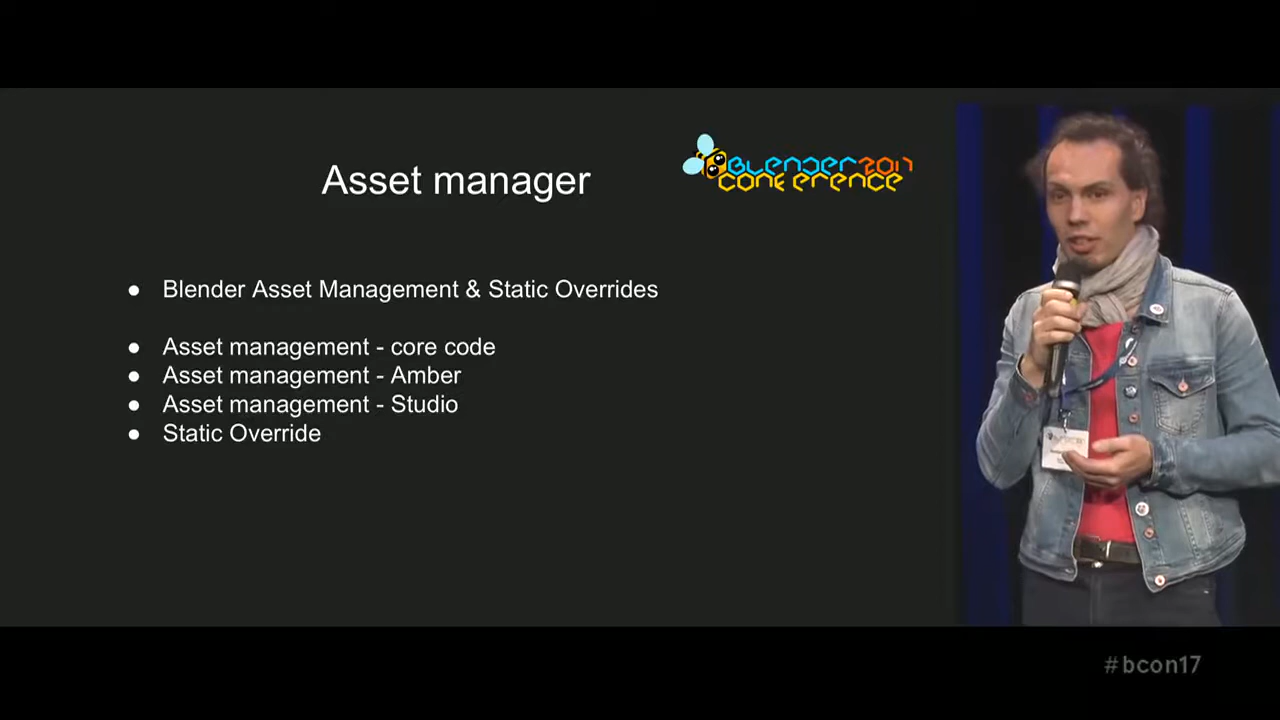 Asset manager
BLENDER 2017
CONFERENCE
● Blender Asset Management & Static Overrides
● Asset management - core code
● Asset management - Amber
● Asset management - Studio
● Static Override
#bcon17